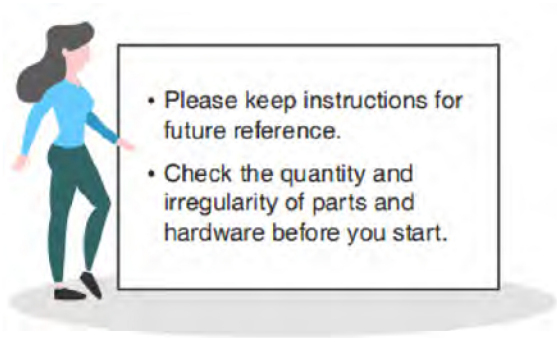 • Please keep instructions for
future reference.
• Check the quantity and
irregularity of parts and
hardware before you start.